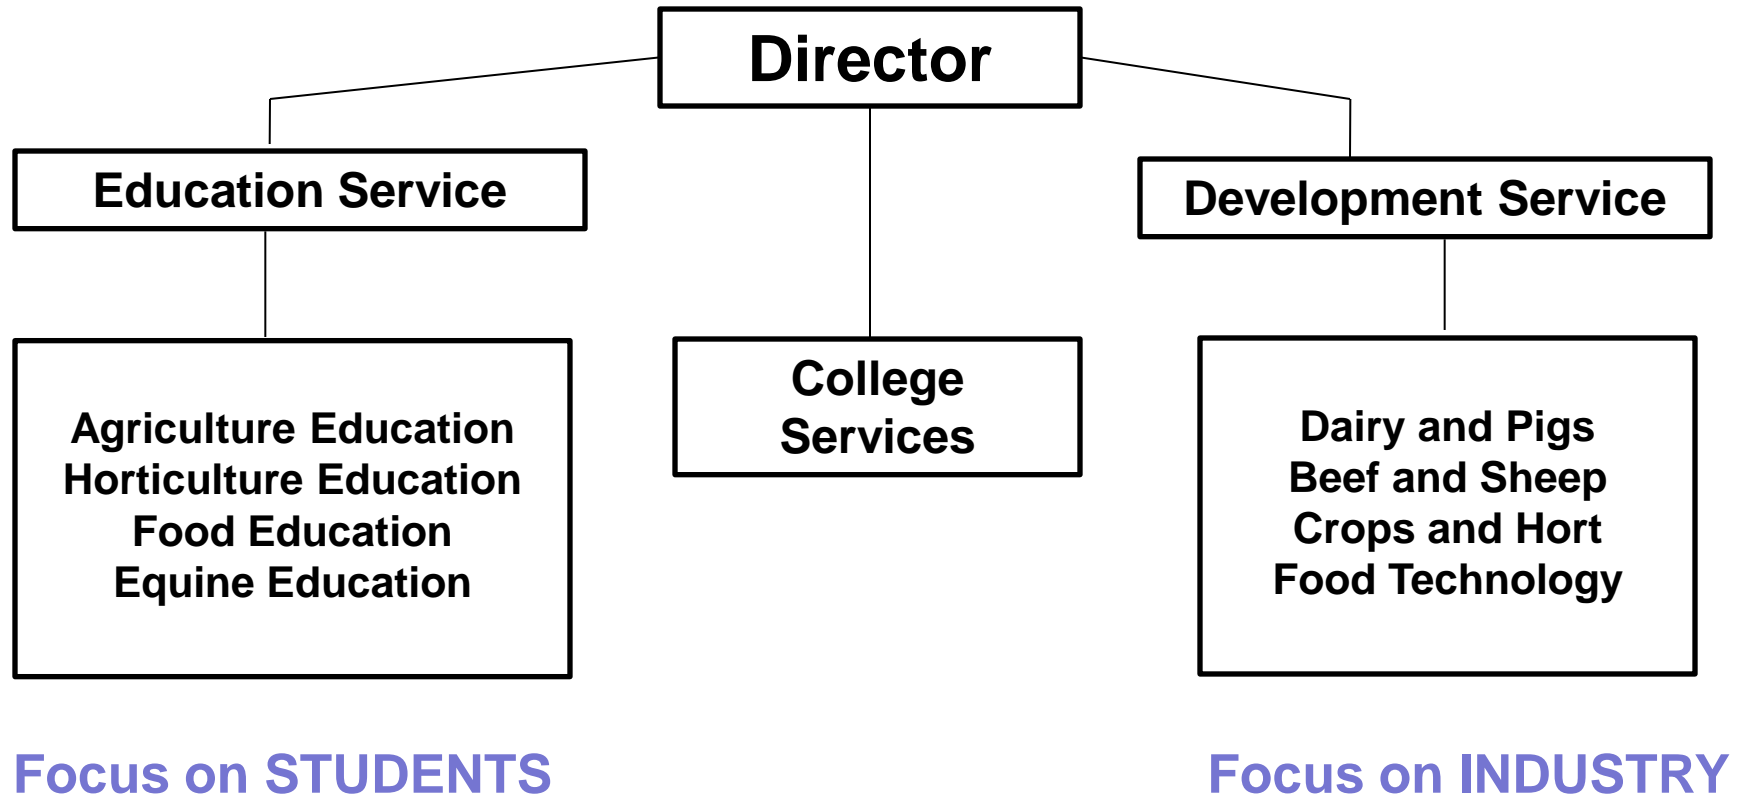 Director
Education Service
Development Service
Agriculture Education
Horticulture Education
Food Education
Equine Education
College
Services
Dairy and Pigs
Beef and Sheep
Crops and Hort
Food Technology
Focus on STUDENTS
Focus on INDUSTRY